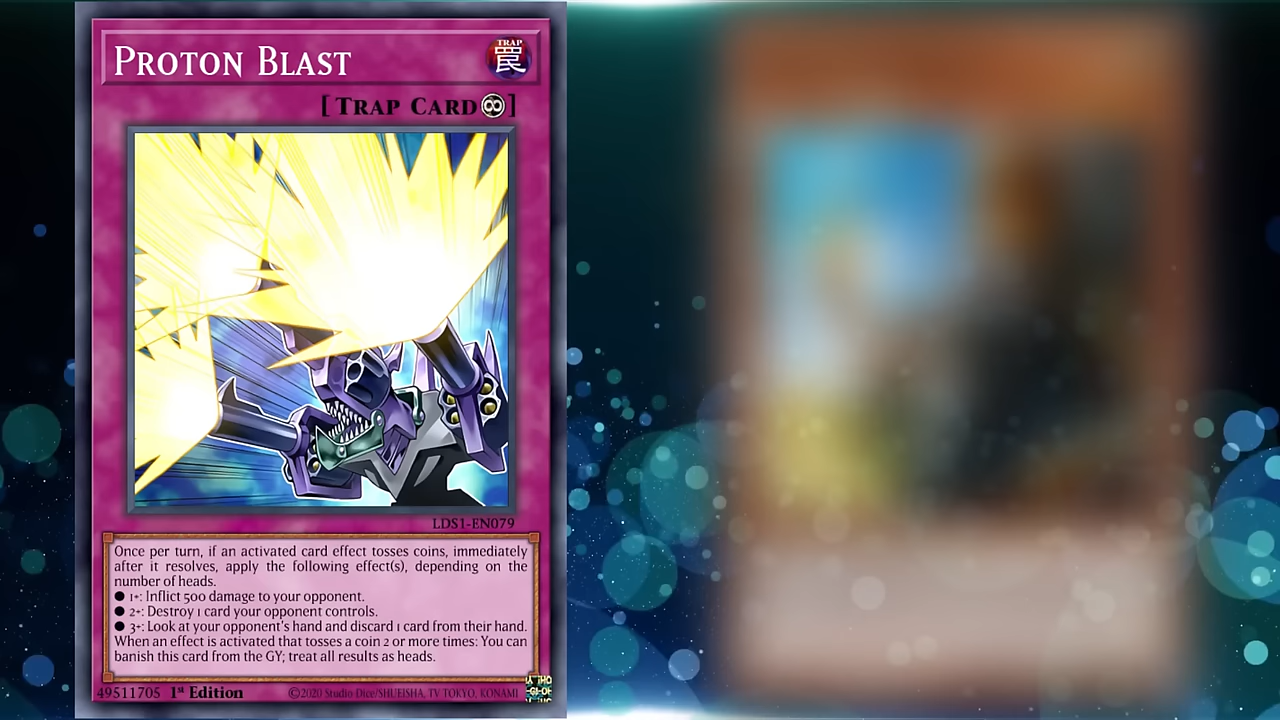 PROTON BLAST
TRAP
罠
[TRAP CARD♾]
LDS1-EN079
Once per turn, if an activated card effect tosses coins, immediately
after it resolves, apply the following effect(s), depending on the
number of heads.
● 1+: Inflict 500 damage to your opponent.
● 2+: Destroy 1 card your opponent controls.
● 3+: Look at your opponent's hand and discard 1 card from their hand.
When an effect is activated that tosses a coin 2 or more times: You can
banish this card from the GY; treat all results as heads.
49511705 1st Edition ©2020 Studio Dice/SHUEISHA, TV TOKYO, KONAMI